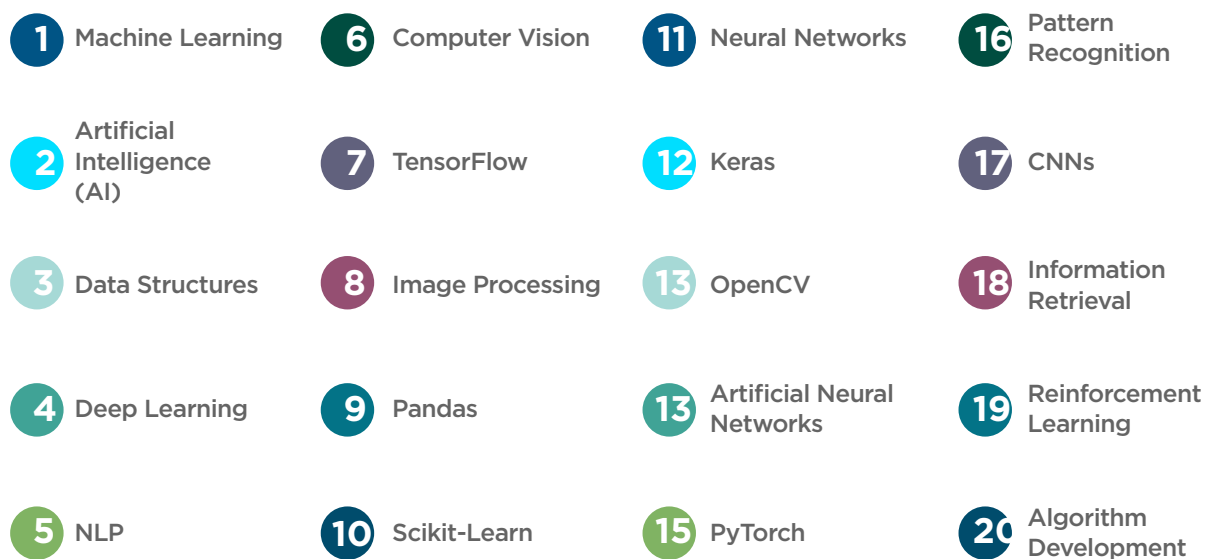 1 Machine Learning
2 Artificial
Intelligence
(AI)
3 Data Structures
4 Deep Learning
5 NLP
6 Computer Vision
7 TensorFlow
8 Image Processing
9 Pandas
10 Scikit-Learn
11 Neural Networks
12 Keras
13 OpenCV
13 Artificial Neural
Networks
15 PyTorch
16 Pattern
Recognition
17 CNNs
18 Information
Retrieval
19 Reinforcement
Learning
20 Algorithm
Development